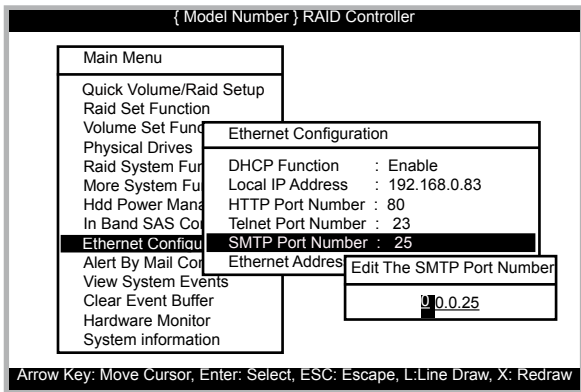 { Model Number } RAID Controller
Main Menu
Quick Volume/Raid Setup
Raid Set Function
Volume Set Func
Physical Drives
Raid System Fun
More System Fu
Hdd Power Mana
In Band SAS Co
Ethernet Configu
Alert By Mail Con
View System Events
Clear Event Buffer
Hardware Monitor
System information
Ethernet Configuration
DHCP Function : Enable
Local IP Address : 192.168.0.83
HTTP Port Number : 80
Telnet Port Number : 23
SMTP Port Number : 25
Ethernet Addres
Edit The SMTP Port Number
0 0.0.25
Arrow Key: Move Cursor, Enter: Select, ESC: Escape, L:Line Draw, X: Redraw